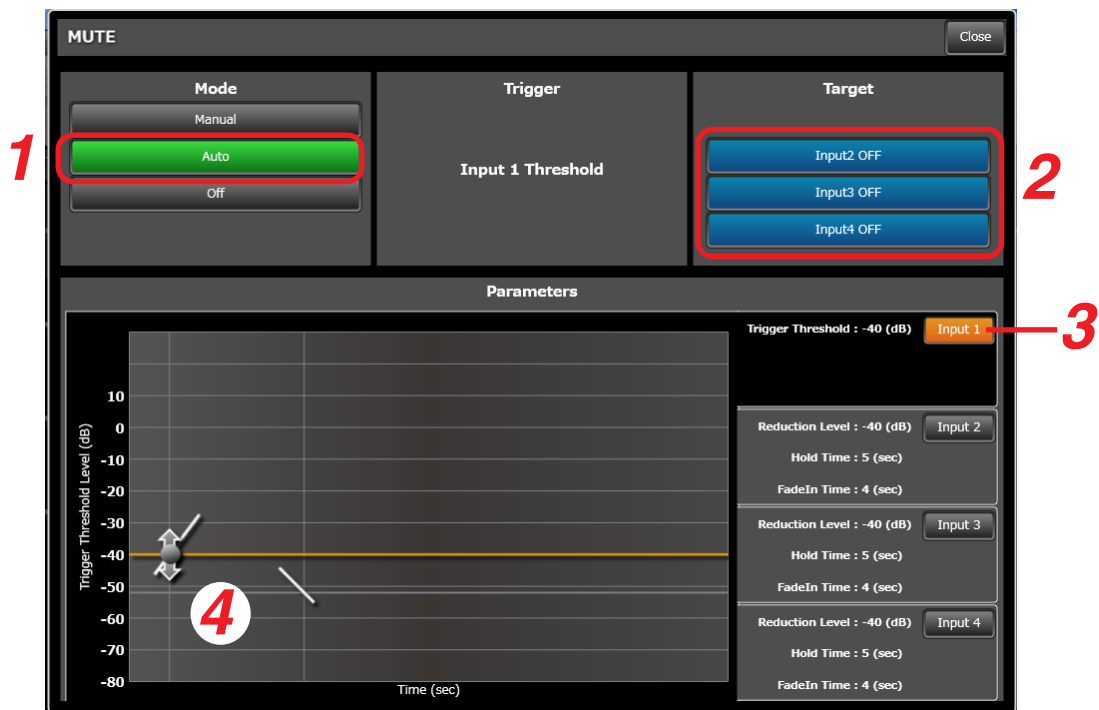 MUTE
Close
Mode
Trigger
Target
Manual
Auto
Off
1
Input 1 Threshold
Input2 OFF
Input3 OFF
Input4 OFF
2
Parameters
Trigger Threshold : -40 (dB)
Input 1
3
Reduction Level : -40 (dB)
Input 2
Hold Time : 5 (sec)
FadeIn Time : 4 (sec)
Reduction Level : -40 (dB)
Input 3
Hold Time : 5 (sec)
FadeIn Time : 4 (sec)
Reduction Level : -40 (dB)
Input 4
Hold Time : 5 (sec)
FadeIn Time : 4 (sec)
Trigger Threshold Level (dB)
10
0
-10
-20
-30
-40
-50
-60
-70
-80
4
Time (sec)